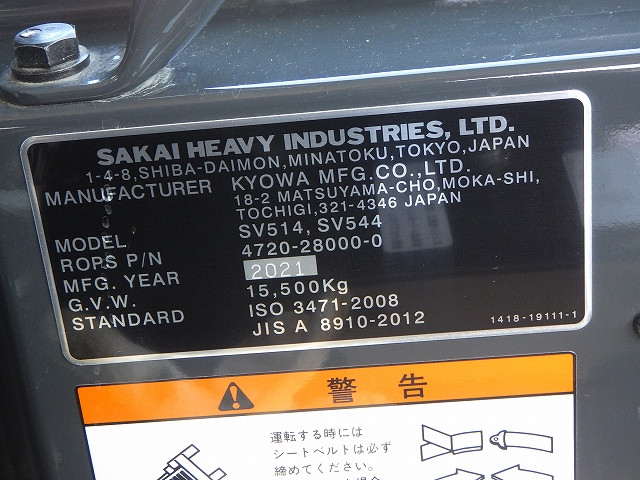 SAKAI HEAVY INDUSTRIES, LTD.
1-4-8, SHIBA-DAIMON, MINATOKU, TOKYO, JAPAN
MANUFACTURER KYOWA MFG.CO., LTD.
18-2 MATSUYAMA-CHO, MOKA-SHI,
TOCHIGI, 321-4346 JAPAN
MODEL SV514, SV544
ROPS P/N 4720-28000-0
MFG. YEAR 2021
G.V.W. 15,500Kg
STANDARD ISO 3471-2008
JIS A 8910-2012
1418-19111-1
警告
運転する時には
シートベルトは必ず
締めてください。